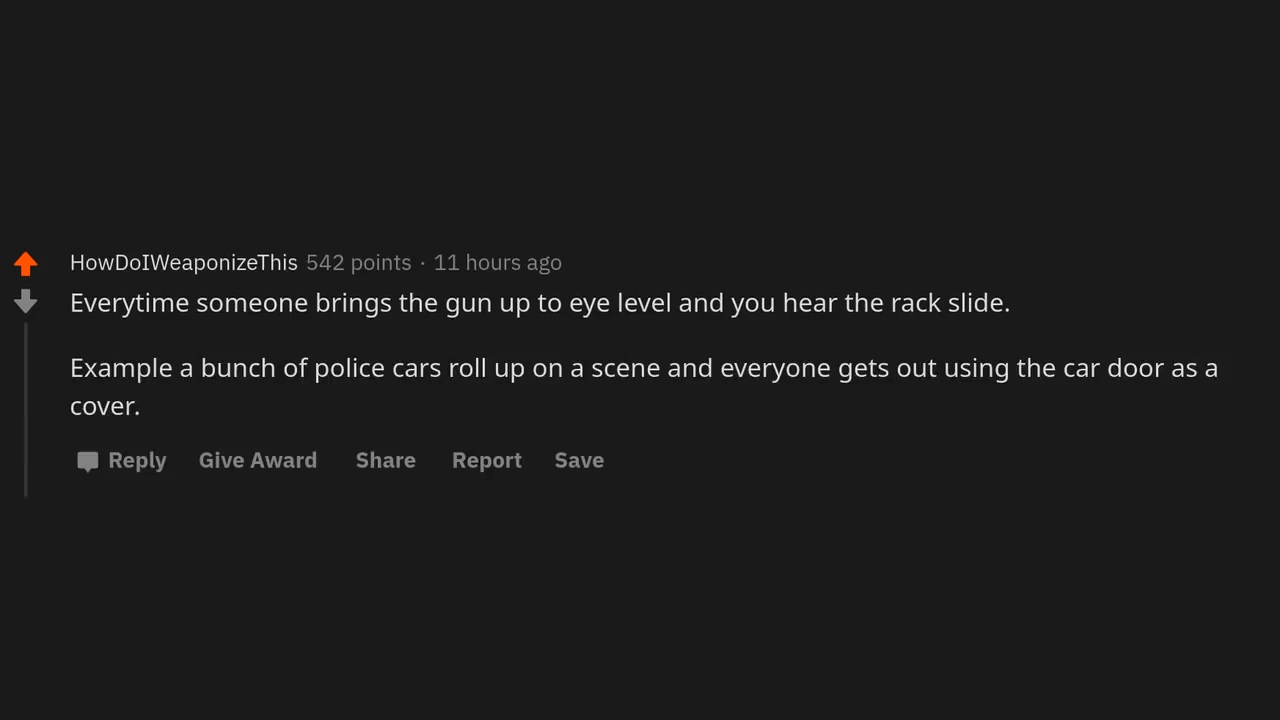 HowDoIWeaponizeThis 542 points · 11 hours ago
Everytime someone brings the gun up to eye level and you hear the rack slide.
Example a bunch of police cars roll up on a scene and everyone gets out using the car door as a
cover.
Reply Give Award Share Report Save